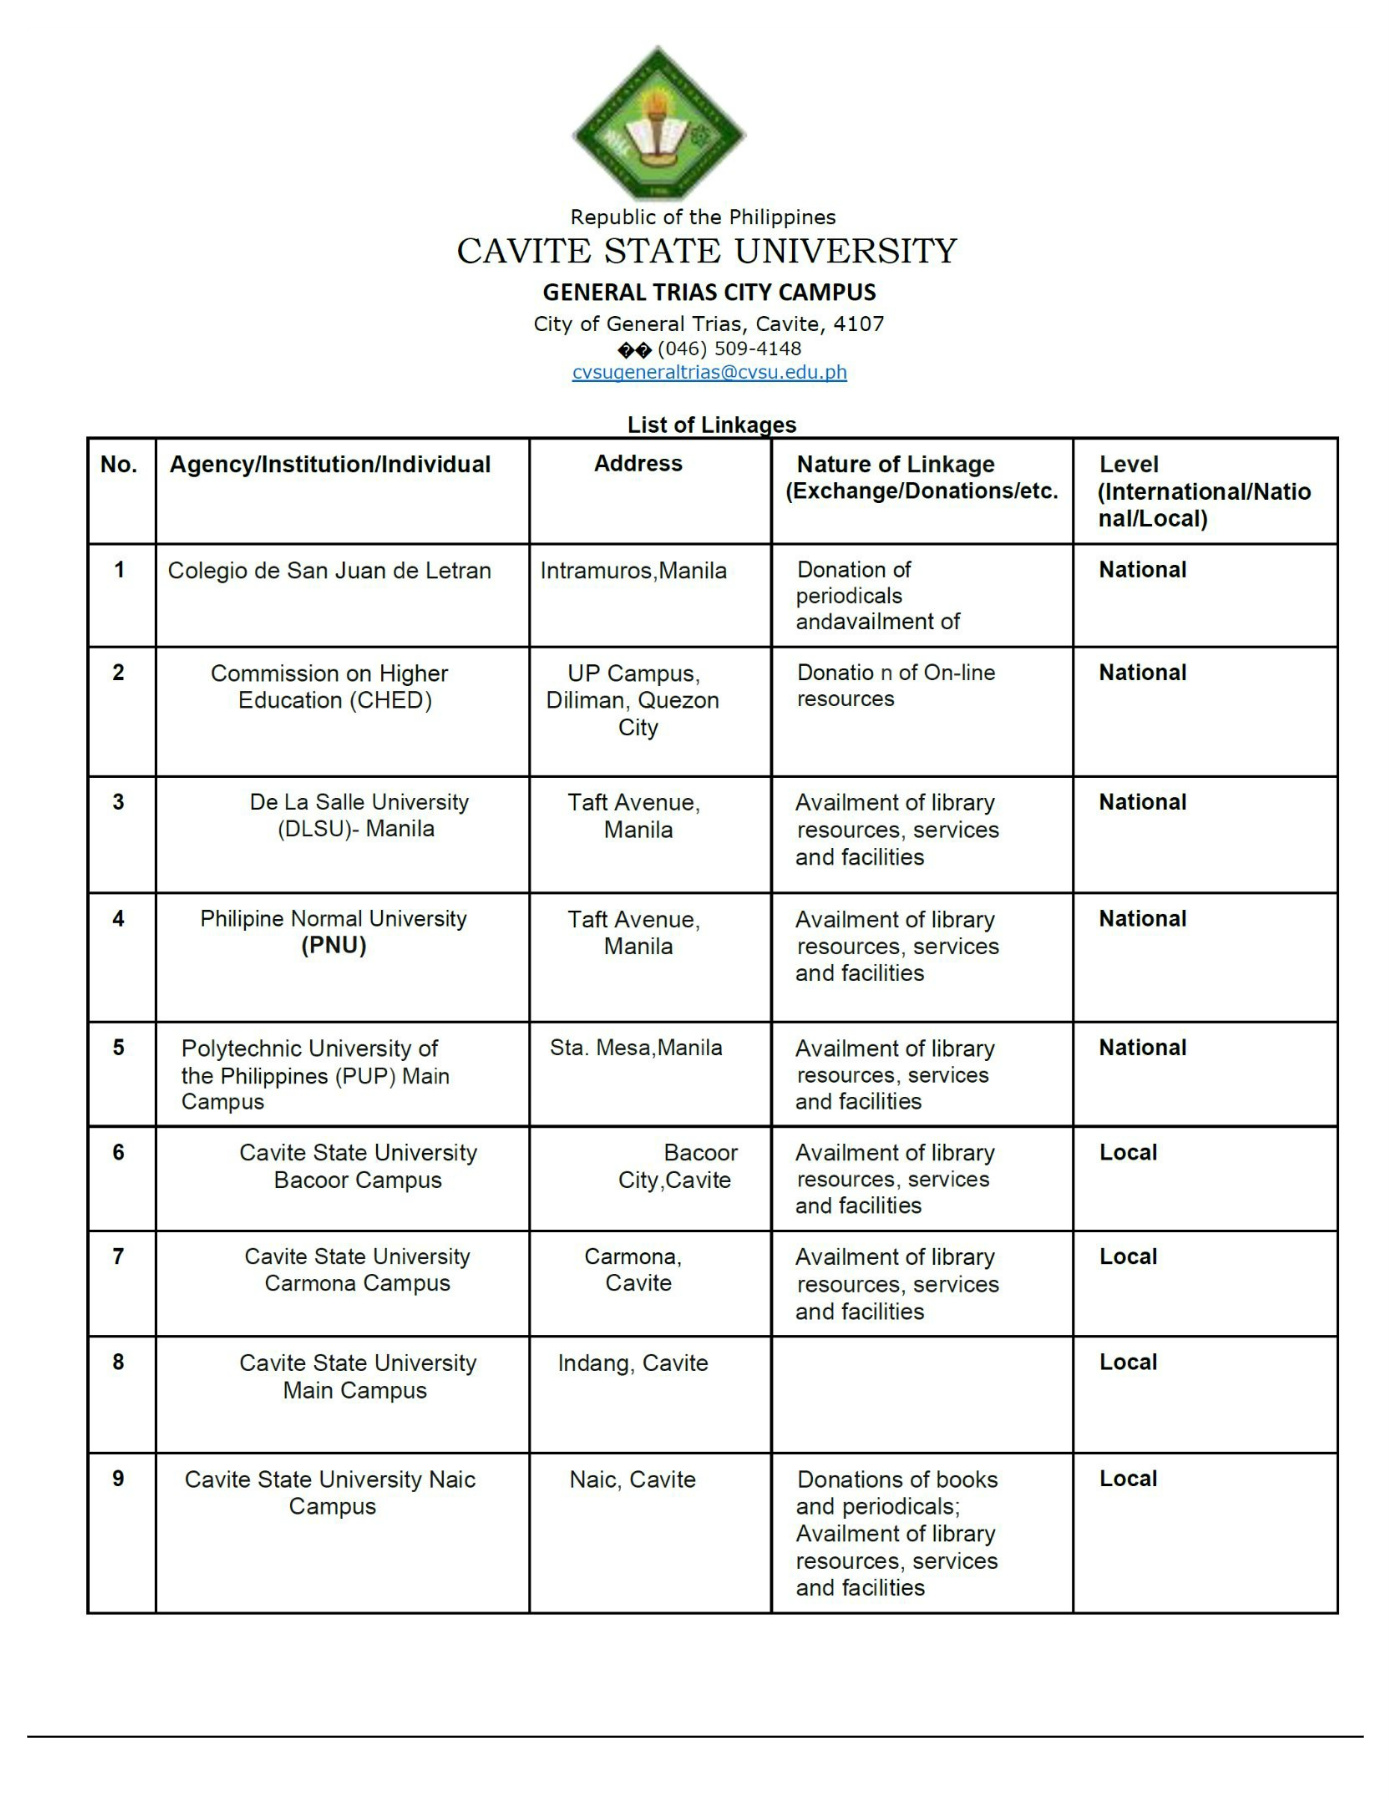 Republic of the Philippines
CAVITE STATE UNIVERSITY
GENERAL TRIAS CITY CAMPUS
City of General Trias, Cavite, 4107
�� (046) 509-4148
cvsugeneraltrias@cvsu.edu.ph
List of Linkages
No.
Agency/Institution/Individual
Address
Nature of Linkage
(Exchange/Donations/etc.
Level
(International/Natio
nal/Local)
1
Colegio de San Juan de Letran
Intramuros,Manila
Donation of
periodicals
andavailment of
National
2
Commission on Higher
Education (CHED)
UP Campus,
Diliman, Quezon
City
Donatio n of On-line
resources
National
3
De La Salle University
(DLSU)- Manila
Taft Avenue,
Manila
Availment of library
resources, services
and facilities
National
4
Philipine Normal University
(PNU)
Taft Avenue,
Manila
Availment of library
resources, services
and facilities
National
5
Polytechnic University of
the Philippines (PUP) Main
Campus
Sta. Mesa,Manila
Availment of library
resources, services
and facilities
National
6
Cavite State University
Bacoor Campus
Bacoor
City,Cavite
Availment of library
resources, services
and facilities
Local
7
Cavite State University
Carmona Campus
Carmona,
Cavite
Availment of library
resources, services
and facilities
Local
8
Cavite State University
Main Campus
Indang, Cavite
Local
9
Cavite State University Naic
Campus
Naic, Cavite
Donations of books
and periodicals;
Availment of library
resources, services
and facilities
Local